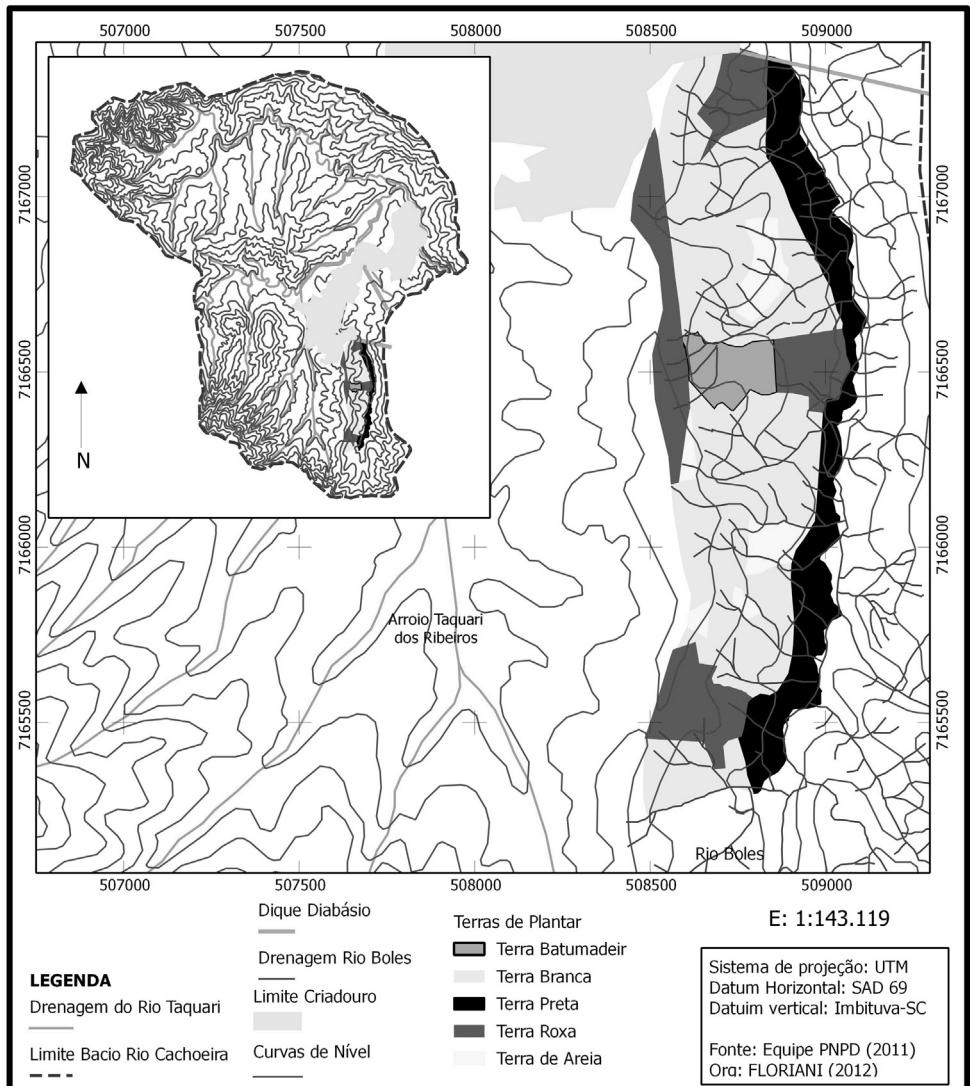 507000 507500 508000 508500 509000
7167000
7167000
7166500
7166500
N
7166000
7166000
Arroio Taquari
dos Ribeiros
7165500
7165500
Rio Boles
507000 507500 508000 508500 509000
LEGENDA
Drenagem do Rio Taquari
Limite Bacio Rio Cachoeira
Dique Diabásio
Drenagem Rio Boles
Limite Criadouro
Curvas de Nível
Terras de Plantar
Terra Batumadeir
Terra Branca
Terra Preta
Terra Roxa
Terra de Areia
E: 1:143.119
Sistema de projeção: UTM
Datum Horizontal: SAD 69
Datuim vertical: Imbituva-SC
Fonte: Equipe PNPD (2011)
Org: FLORIANI (2012)